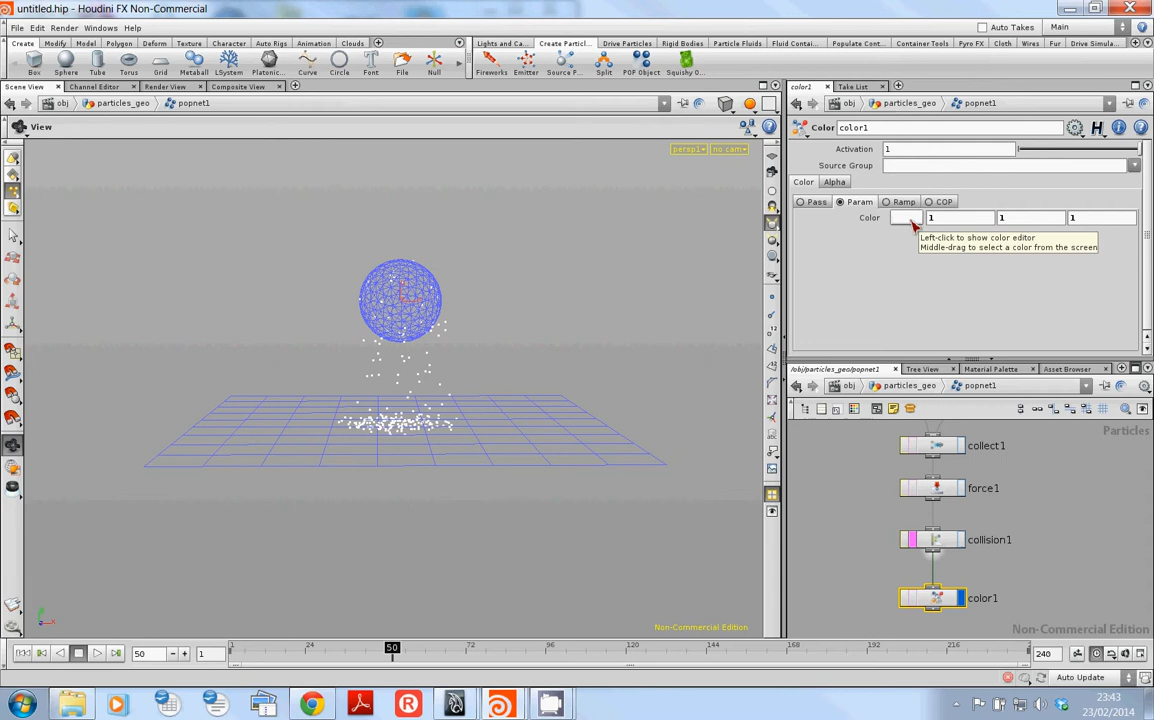 untitled.hip - Houdini FX Non-Commercial
File Edit Render Windows Help
Auto Takes Main
Create Modify Model Polygon Deform Texture Character Auto Rigs Animation Clouds
Lights and Ca... Create Particl... Drive Particles Rigid Bodies Particle Fluids Fluid Contai... Populate Cont... Container Tools Pyro FX Cloth Wires Fur Drive Simula...
Box Sphere Tube Torus Grid Metaball LSystem Platonic... Curve Circle Font File Null
Fireworks Emitter Source P... Split POP Object Squishy O...
Scene View Channel Editor Render View Composite View
color1 Take List
obj particles_geo popnet1
obj particles_geo popnet1
View
Color color1
Activation 1
Source Group
Color Alpha
Pass Param Ramp COP
Color 1 1 1
Left-click to show color editor
Middle-drag to select a color from the screen
persp1 no cam
/obj/particles_geo/popnet1 Tree View Material Palette Asset Browser
obj particles_geo popnet1
Particles
collect1
force1
collision1
color1
Non-Commercial Edition
Non-Commercial Edition
50 1 1 24 50 72 96 120 144 168 192 216 240
Auto Update
23:43
23/02/2014